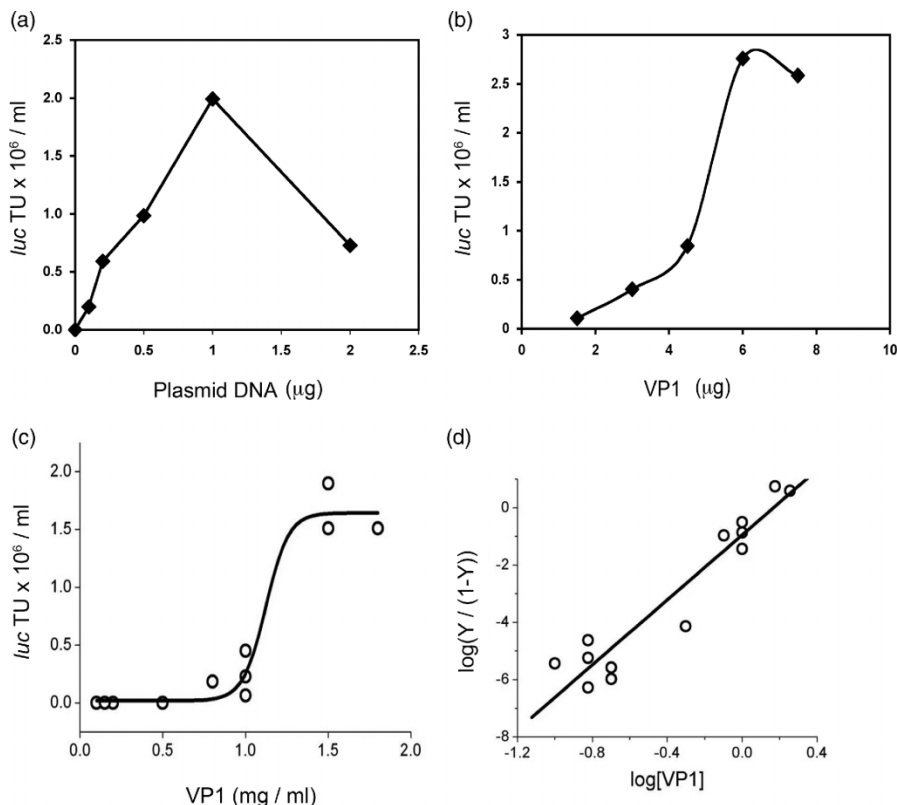 (a)
luc TU x 10⁶ / ml
2.5
2.0
1.5
1.0
0.5
0.0
0 0.5 1 1.5 2 2.5
Plasmid DNA (μg)
(b)
luc TU x 10⁶ / ml
3
2.5
2
1.5
1
0.5
0
0 2 4 6 8 10
VP1 (μg)
(c)
luc TU x 10⁶ / ml
2.0
1.5
1.0
0.5
0.0
0.0 0.5 1.0 1.5 2.0
VP1 (mg / ml)
(d)
log(Y / (1-Y))
0
-2
-4
-6
-8
-1.2 -0.8 -0.4 0.0 0.4
log[VP1]